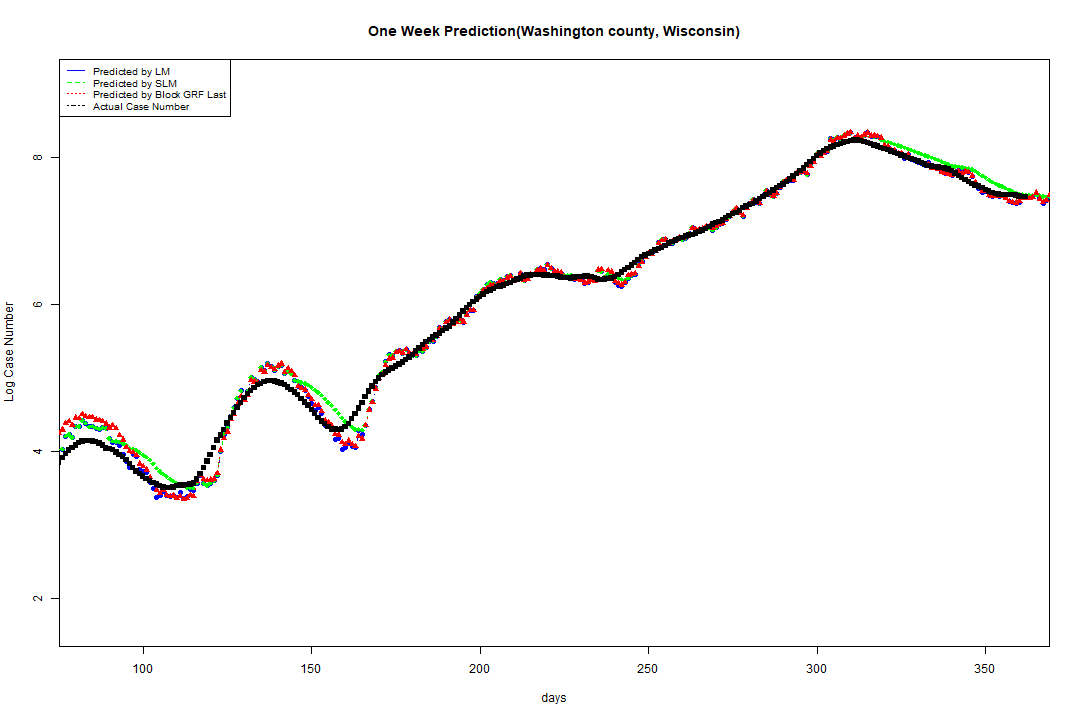 One Week Prediction(Washington county, Wisconsin)
Predicted by LM
Predicted by SLM
Predicted by Block GRF Last
Actual Case Number
8
6
4
2
Log Case Number
100 150 200 250 300 350
days